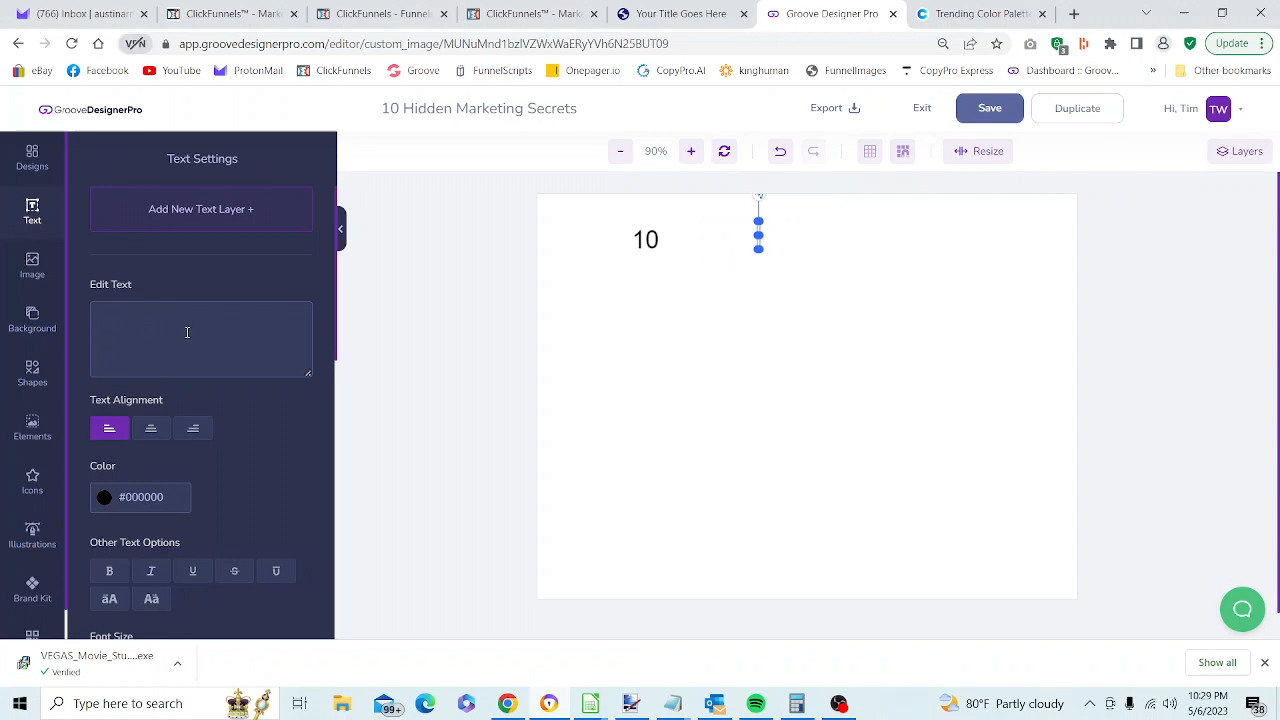 Inbox | austinarr
ClickFunnels™ - Mark
ClickFunnels - Funnels
ClickFunnels™ - Mark
Your Title Goes Here
Groove Designer Pro
Trending Color Palette
app.groovedesignerpro.com/editer/custom_image/MUNuMnd1bzlVZWxWaERyYVh6N25BUT09
Update
eBay
Facebook
YouTube
ProtonMail
ClickFunnels
Groove
FunnelScripts
Onepager.io
CopyPro.AI
kinghuman
FunnelImages
CopyPro Express
Dashboard :: Groov...
Other bookmarks
GrooveDesignerPro
10 Hidden Marketing Secrets
Export
Exit
Save
Duplicate
Hi, Tim
TW
Designs
Text
Image
Background
Shapes
Elements
Icons
Illustrations
Brand Kit
Text Settings
Add New Text Layer +
Edit Text
Text Alignment
Color
#000000
Other Text Options
B I U S U
aA Aa
Font Size
- 90% +
Resize
Layers
10
VEGAS_Movie_Stu....exe
Verified
Show all
Type here to search
99+
80°F Partly cloudy
10:29 PM
5/6/2023